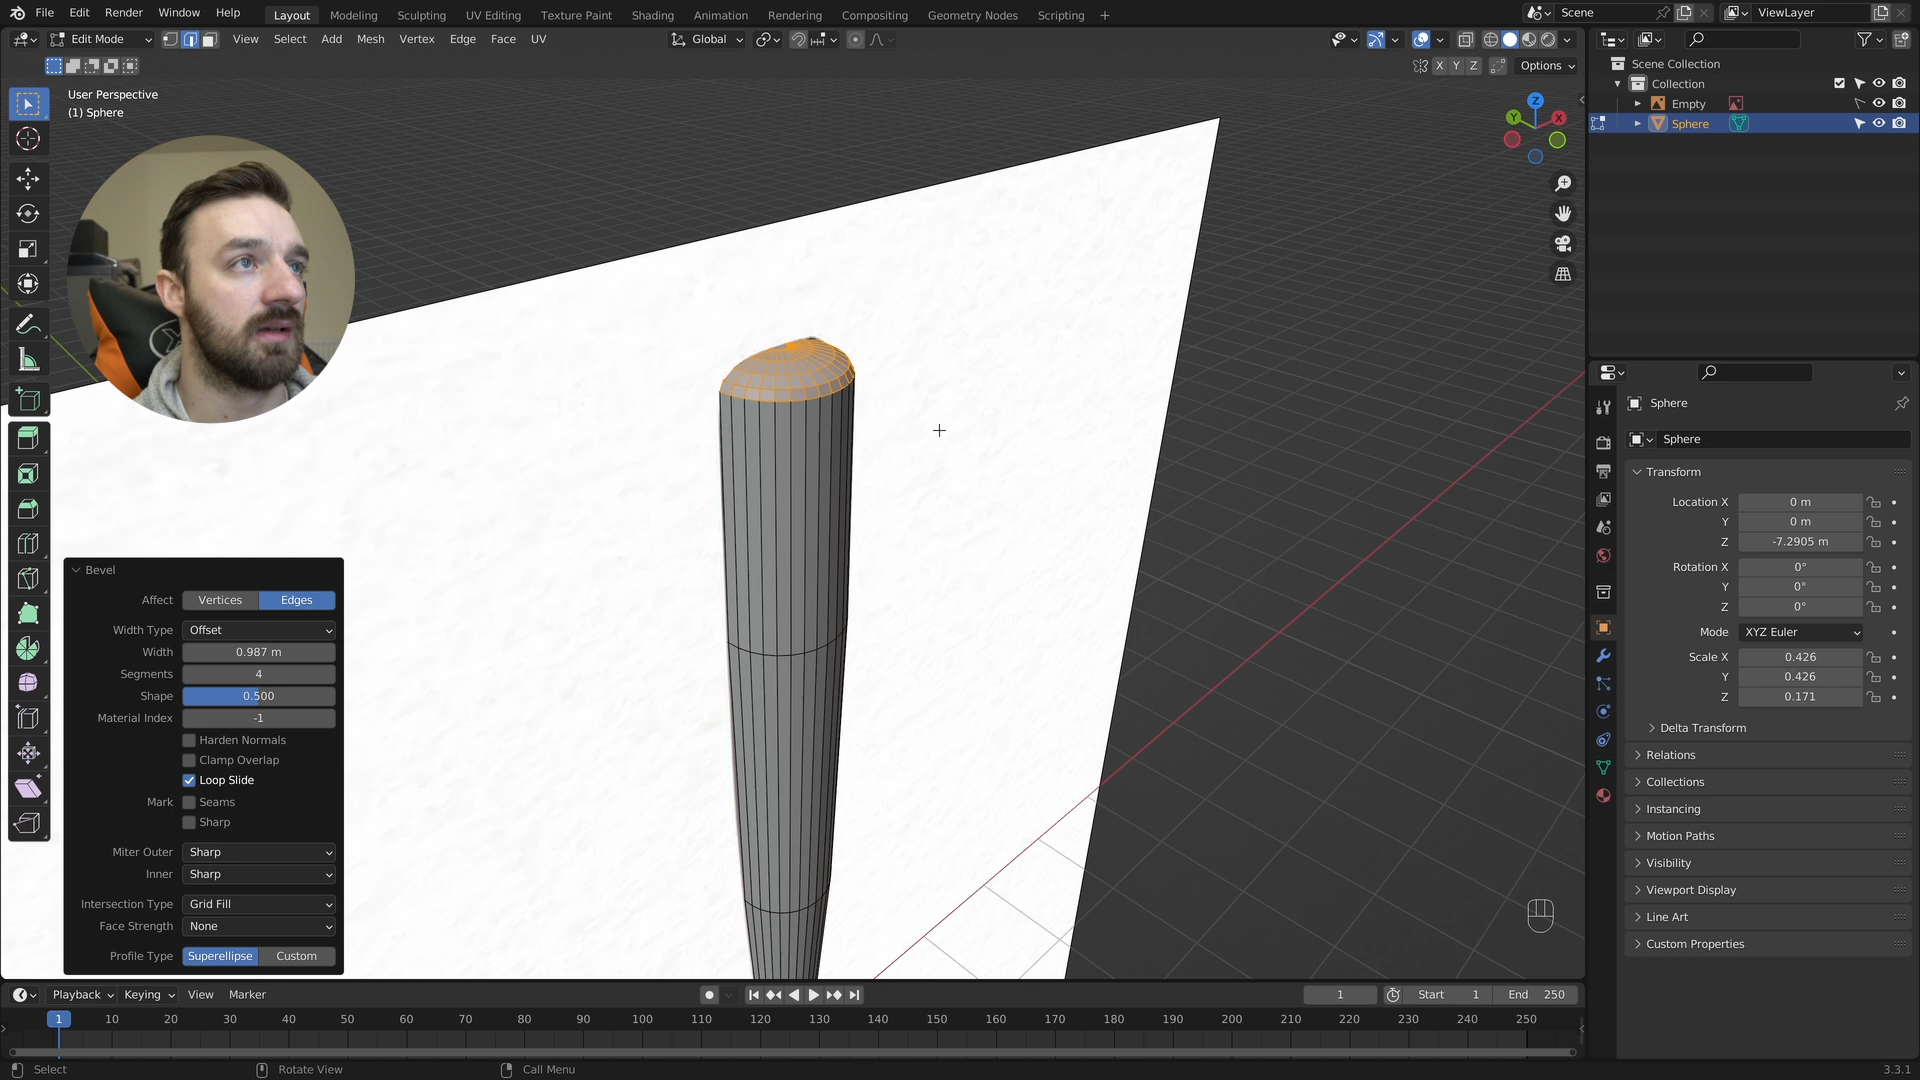 File Edit Render Window Help Layout Modeling Sculpting UV Editing Texture Paint Shading Animation Rendering Compositing Geometry Nodes Scripting + Scene ViewLayer
Edit Mode View Select Add Mesh Vertex Edge Face UV Global
X Y Z Options
User Perspective
(1) Sphere
Z
Y X
Scene Collection
Collection
Empty
Sphere
Sphere
Sphere
Transform
Location X 0 m
Y 0 m
Z -7.2905 m
Rotation X 0°
Y 0°
Z 0°
Mode XYZ Euler
Scale X 0.426
Y 0.426
Z 0.171
Delta Transform
Relations
Collections
Instancing
Motion Paths
Visibility
Viewport Display
Line Art
Custom Properties
Bevel
Affect Vertices Edges
Width Type Offset
Width 0.987 m
Segments 4
Shape 0.500
Material Index -1
Harden Normals
Clamp Overlap
Loop Slide
Mark Seams
Sharp
Miter Outer Sharp
Inner Sharp
Intersection Type Grid Fill
Face Strength None
Profile Type Superellipse Custom
Playback Keying View Marker 1 Start 1 End 250
1 10 20 30 40 50 60 70 80 90 100 110 120 130 140 150 160 170 180 190 200 210 220 230 240 250
Select Rotate View Call Menu 3.3.1